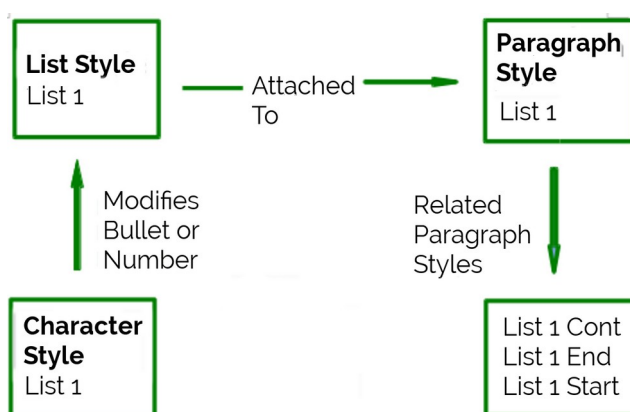 List Style
List 1
Attached
To
Paragraph
Style
List 1
Modifies
Bullet or
Number
Related
Paragraph
Styles
Character
Style
List 1
List 1 Cont
List 1 End
List 1 Start